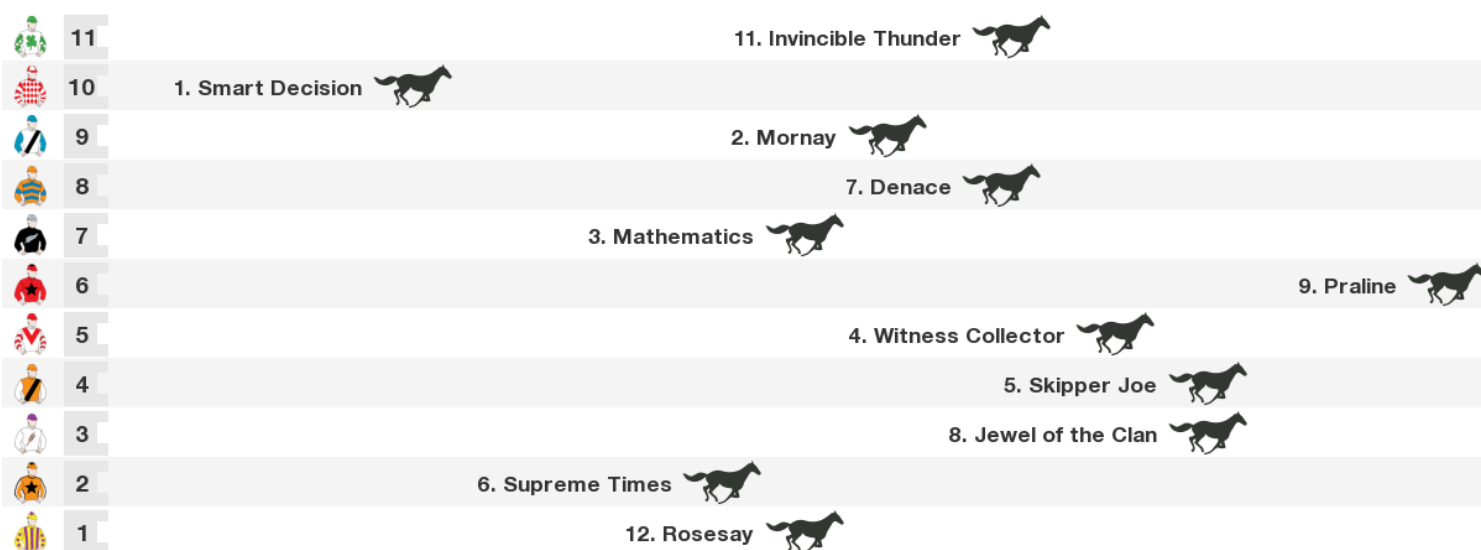 11 11. Invincible Thunder
10 1. Smart Decision
9 2. Mornay
8 7. Denace
7 3. Mathematics
6 9. Praline
5 4. Witness Collector
4 5. Skipper Joe
3 8. Jewel of the Clan
2 6. Supreme Times
1 12. Rosesay